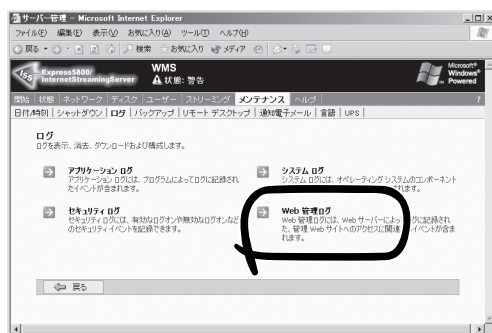 サーバー管理 - Microsoft Internet Explorer
ファイル(F) 編集(E) 表示(V) お気に入り(A) ツール(T) ヘルプ(H)
戻る 検索 お気に入り メディア
Express5800/
InternetStreamingServer
WMS
状態: 警告
Microsoft®
Windows®
Powered
開始 状態 ネットワーク ディスク ユーザー ストリーミング メンテナンス ヘルプ ?
日付/時刻 シャットダウン ログ バックアップ リモート デスクトップ 通知電子メール 言語 UPS
ログ
ログを表示、消去、ダウンロードおよび構成します。
アプリケーション ログ
アプリケーション ログには、プログラムによってログに記録され
たイベントが含まれます。
システム ログ
システム ログには、オペレーティング システムのコンポーネント
されます。
セキュリティ ログ
セキュリティ ログには、有効なログオンや無効なログオンなど
のセキュリティ イベントを記録できます。
Web 管理ログ
Web 管理ログには、Web サーバーによっ グに記録され
た、管理 Web サイトへのアクセスに関連 イベントが含ま
れます。
戻る